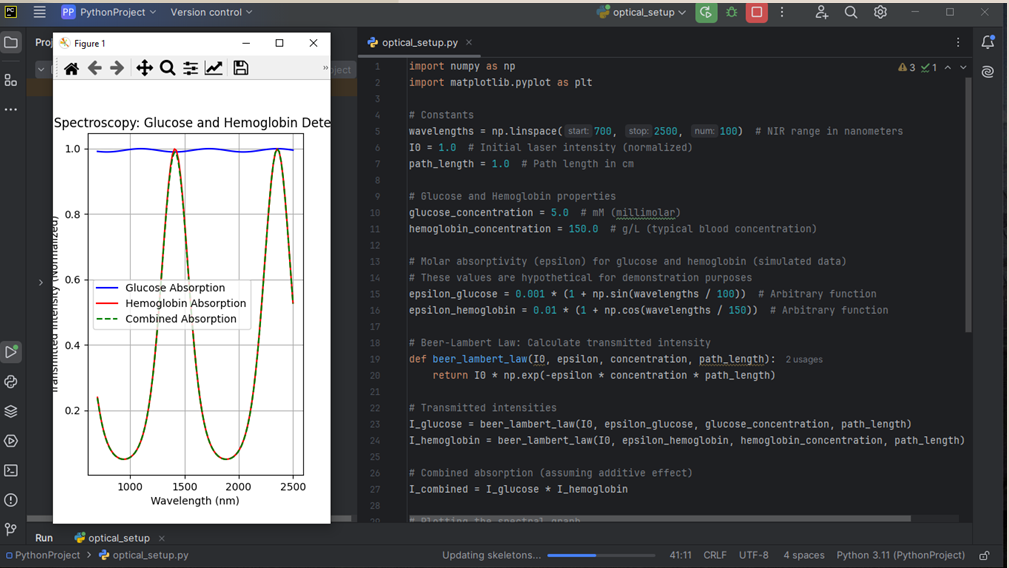 PC
PP PythonProject
Version control
optical_setup
Figure 1
Spectroscopy: Glucose and Hemoglobin Dete
1.0
0.8
0.6
0.4
0.2
Transmitted Intensity (Normalized)
Glucose Absorption
Hemoglobin Absorption
Combined Absorption
1000 1500 2000 2500
Wavelength (nm)
optical_setup.py
3 1
1 import numpy as np
2 import matplotlib.pyplot as plt
3
4 # Constants
5 wavelengths = np.linspace( start: 700, stop: 2500, num: 100) # NIR range in nanometers
6 I0 = 1.0 # Initial laser intensity (normalized)
7 path_length = 1.0 # Path length in cm
8
9 # Glucose and Hemoglobin properties
10 glucose_concentration = 5.0 # mM (millimolar)
11 hemoglobin_concentration = 150.0 # g/L (typical blood concentration)
12
13 # Molar absorptivity (epsilon) for glucose and hemoglobin (simulated data)
14 # These values are hypothetical for demonstration purposes
15 epsilon_glucose = 0.001 * (1 + np.sin(wavelengths / 100)) # Arbitrary function
16 epsilon_hemoglobin = 0.01 * (1 + np.cos(wavelengths / 150)) # Arbitrary function
17
18 # Beer-Lambert Law: Calculate transmitted intensity
19 def beer_lambert_law(I0, epsilon, concentration, path_length): 2 usages
20 return I0 * np.exp(-epsilon * concentration * path_length)
21
22 # Transmitted intensities
23 I_glucose = beer_lambert_law(I0, epsilon_glucose, glucose_concentration, path_length)
24 I_hemoglobin = beer_lambert_law(I0, epsilon_hemoglobin, hemoglobin_concentration, path_length)
25
26 # Combined absorption (assuming additive effect)
27 I_combined = I_glucose * I_hemoglobin
28
29 # Plotting the spectral graph
Proj
oject
Run optical_setup
PythonProject > optical_setup.py
Updating skeletons...
41:11 CRLF UTF-8 4 spaces Python 3.11 (PythonProject)